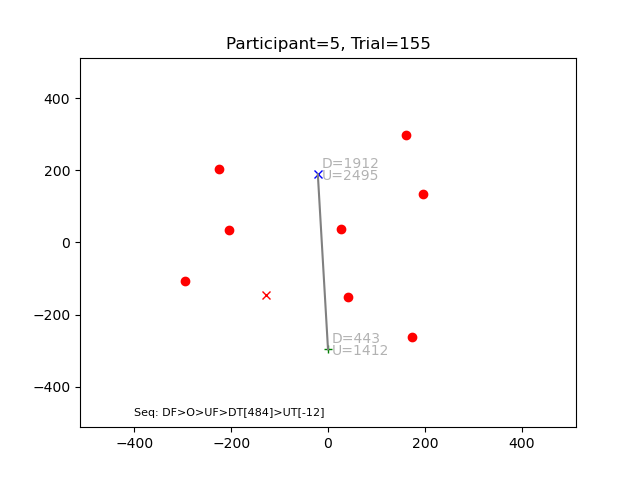 Participant=5, Trial=155
400
200
0
−200
−400
D=1912
U=2495
D=443
U=1412
Seq: DF>O>UF>DT[484]>UT[-12]
−400
−200
0
200
400